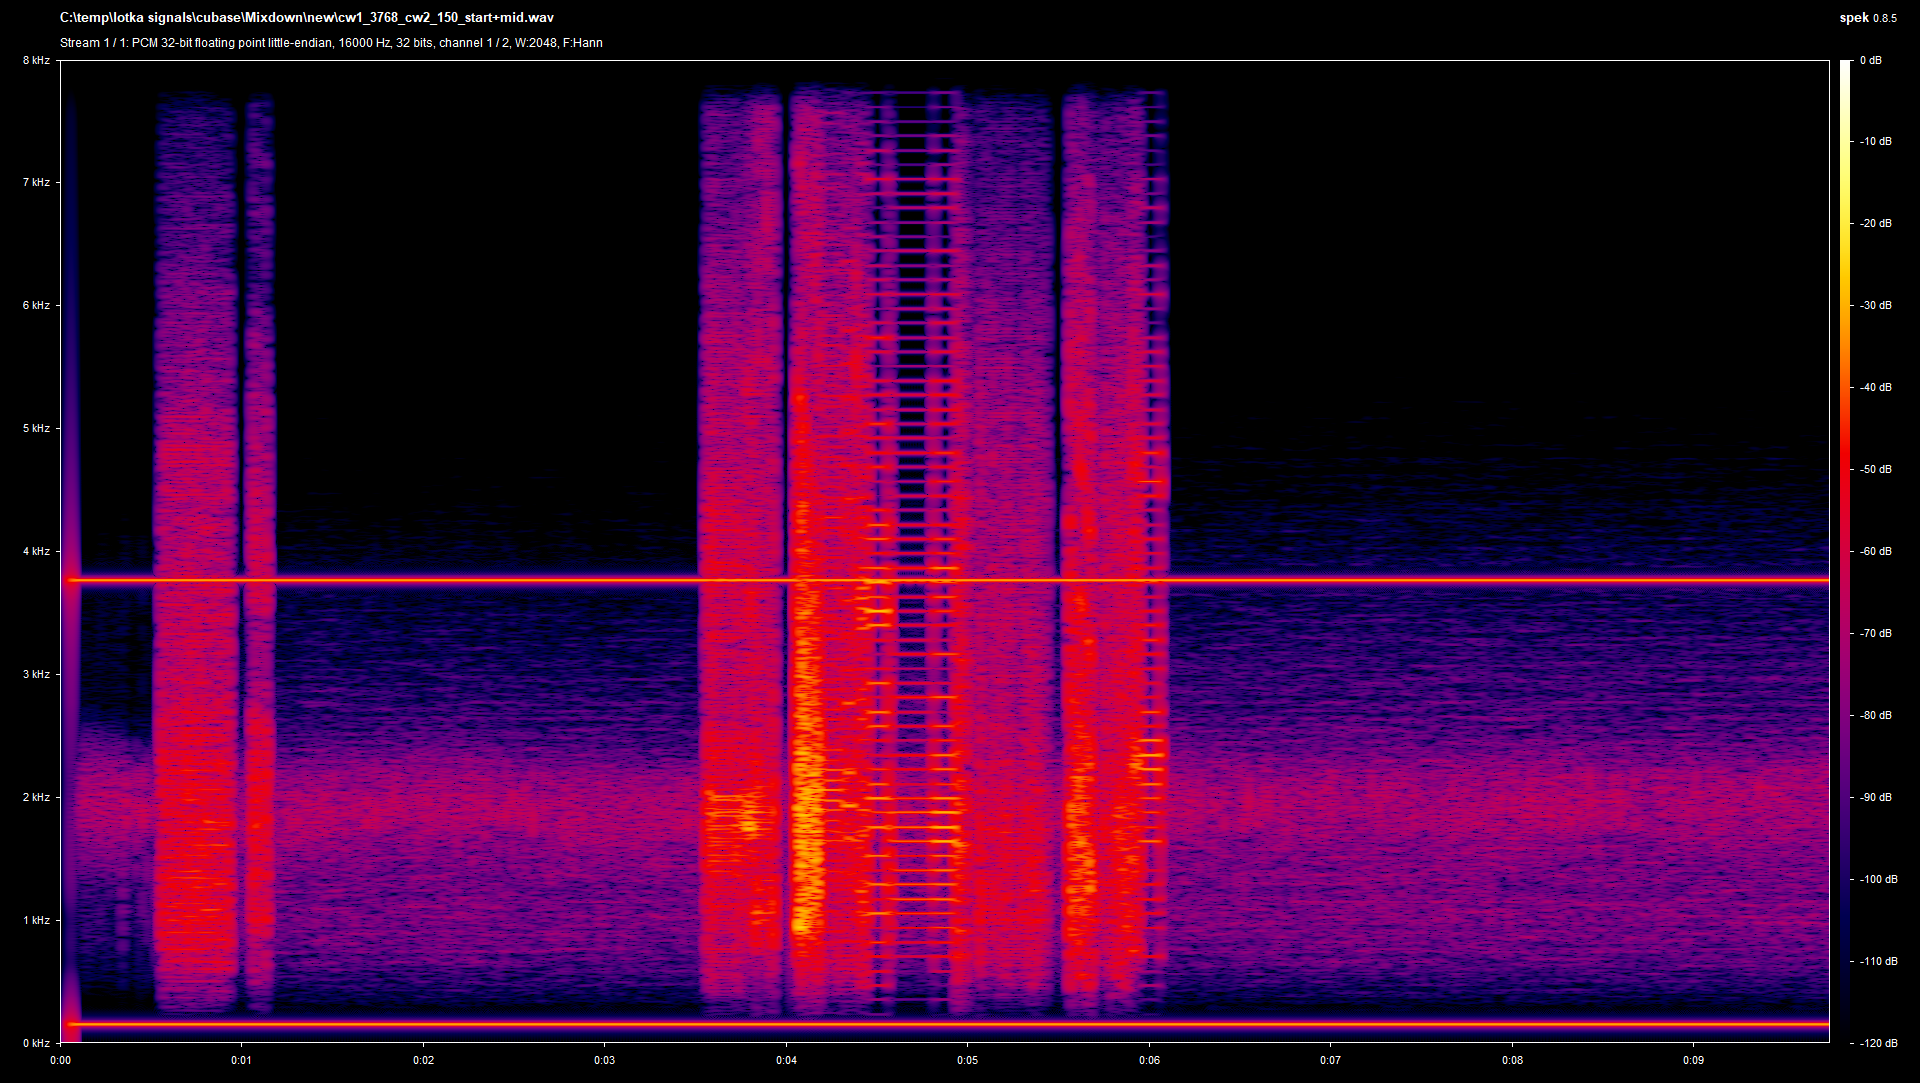 C:\temp\lotka signals\cubase\Mixdown\new\cw1_3768_cw2_150_start+mid.wav
spek 0.8.5
Stream 1 / 1: PCM 32-bit floating point little-endian, 16000 Hz, 32 bits, channel 1 / 2, W:2048, F:Hann
8 kHz
7 kHz
6 kHz
5 kHz
4 kHz
3 kHz
2 kHz
1 kHz
0 kHz
0:00
0:01
0:02
0:03
0:04
0:05
0:06
0:07
0:08
0:09
0 dB
-10 dB
-20 dB
-30 dB
-40 dB
-50 dB
-60 dB
-70 dB
-80 dB
-90 dB
-100 dB
-110 dB
-120 dB